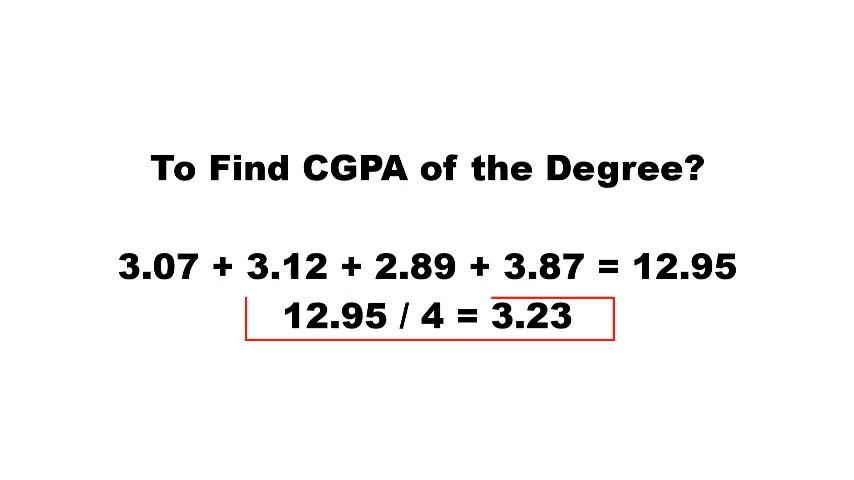 To Find CGPA of the Degree?
3.07 + 3.12 + 2.89 + 3.87 = 12.95
12.95 / 4 = 3.23